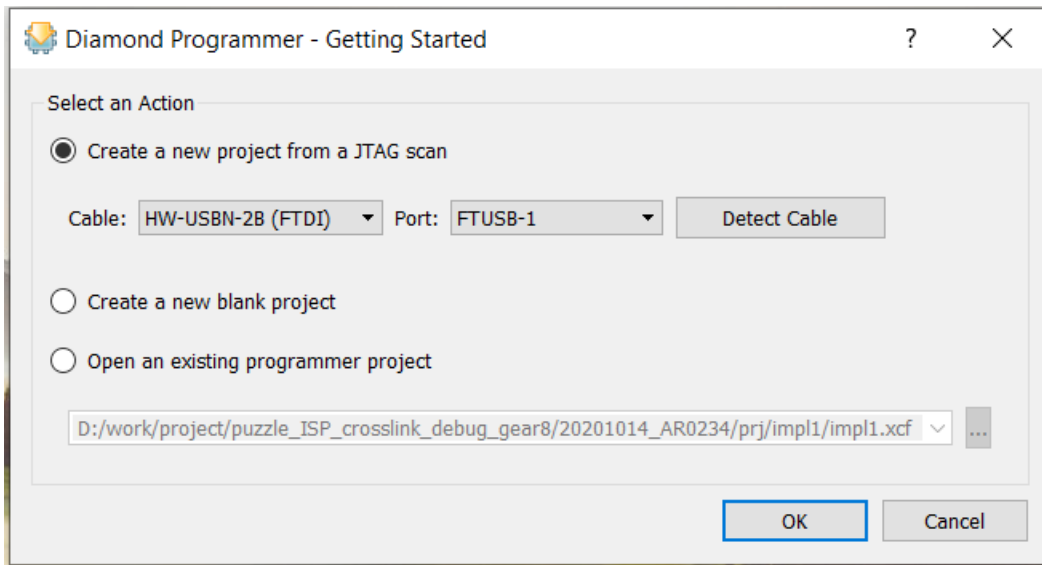 Diamond Programmer - Getting Started
Select an Action
Create a new project from a JTAG scan
Cable: HW-USBN-2B (FTDI) Port: FTUSB-1 Detect Cable
Create a new blank project
Open an existing programmer project
D:/work/project/puzzle_ISP_crosslink_debug_gear8/20201014_AR0234/prj/impl1/impl1.xcf ...
OK Cancel